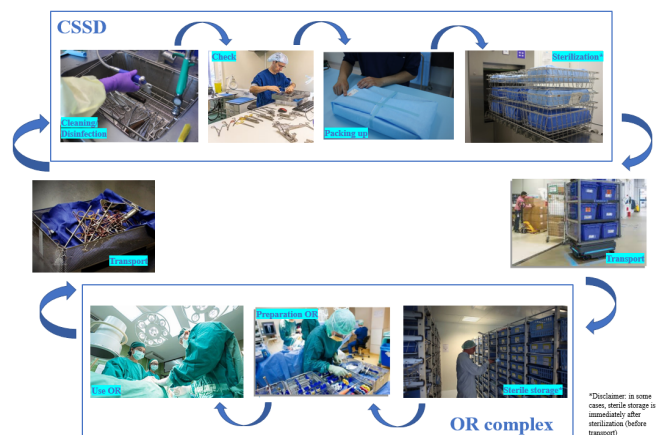 CSSD
Cleaning/
Disinfection
Check
Packing up
Sterilization*
Transport
Transport
Use OR
Preparation OR
Sterile storage*
OR complex
*Disclaimer: in some
cases, sterile storage is
immediately after
sterilization (before
transport)